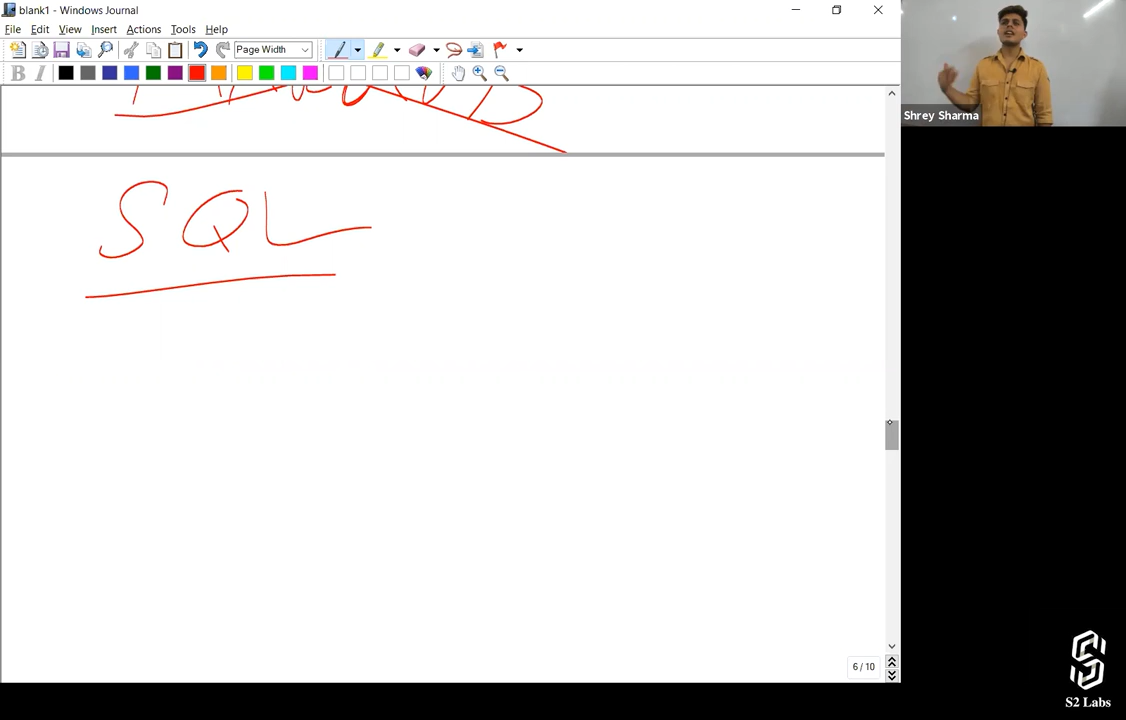 blank1 - Windows Journal
File Edit View Insert Actions Tools Help
Page Width
B I
SQL
6 / 10
Shrey Sharma
S2 Labs